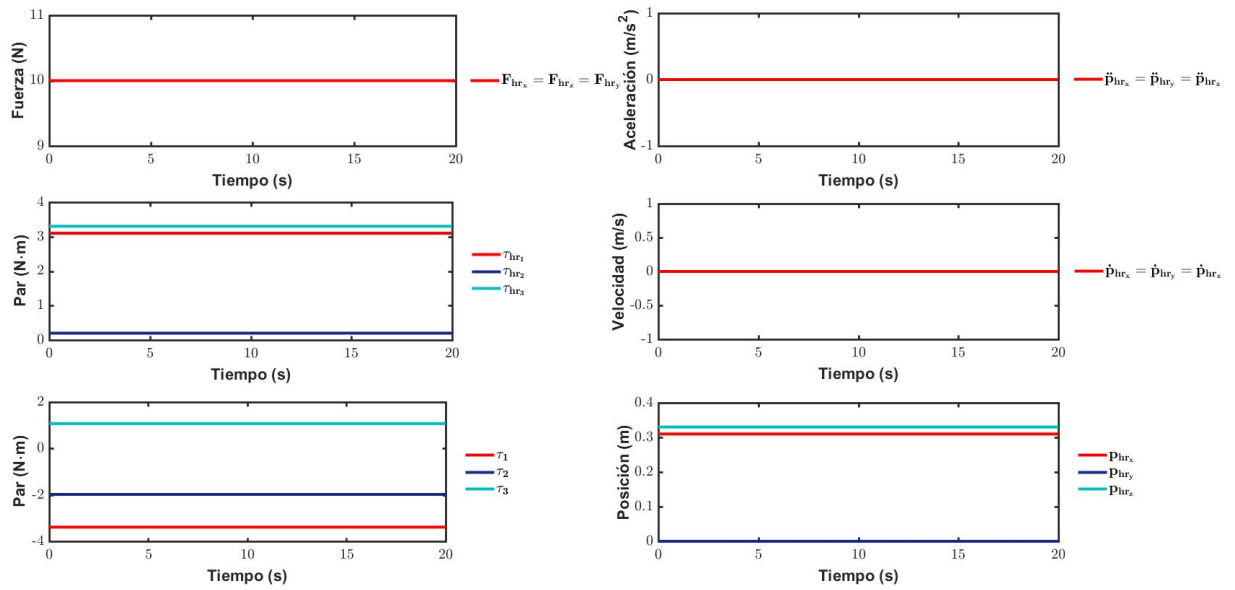 11
10
9
Fuerza (N)
0 5 10 15 20
Tiempo (s)
F_hr_x = F_hr_z = F_hr_y
1
0
-1
Aceleración (m/s²)
0 5 10 15 20
Tiempo (s)
p̈_hr_x = p̈_hr_y = p̈_hr_z
4
3
2
1
0
Par (N·m)
0 5 10 15 20
Tiempo (s)
τ_hr_1
τ_hr_2
τ_hr_3
1
0.5
0
-0.5
-1
Velocidad (m/s)
0 5 10 15 20
Tiempo (s)
ṗ_hr_x = ṗ_hr_y = ṗ_hr_z
2
0
-2
-4
Par (N·m)
0 5 10 15 20
Tiempo (s)
τ_1
τ_2
τ_3
0.4
0.3
0.2
0.1
0
Posición (m)
0 5 10 15 20
Tiempo (s)
p_hr_x
p_hr_y
p_hr_z